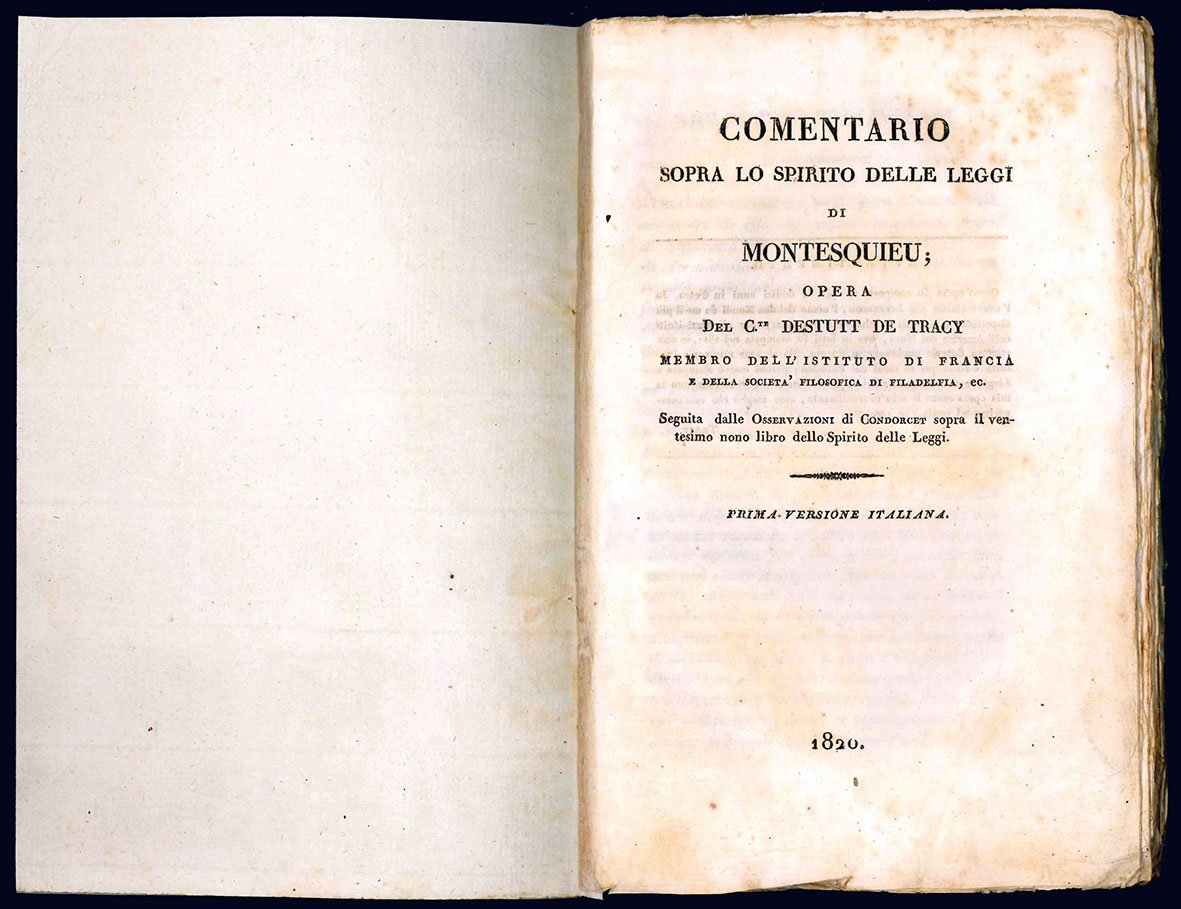 COMENTARIO
SOPRA LO SPIRITO DELLE LEGGI
DI
MONTESQUIEU;
OPERA
DEL C.TE DESTUTT DE TRACY
MEMBRO DELL'ISTITUTO DI FRANCIA
E DELLA SOCIETA' FILOSOFICA DI FILADELFIA, ec.
Seguita dalle OSSERVAZIONI di CONDORCET sopra il ven-
tesimo nono libro dello Spirito delle Leggi.
PRIMA VERSIONE ITALIANA.
1820.